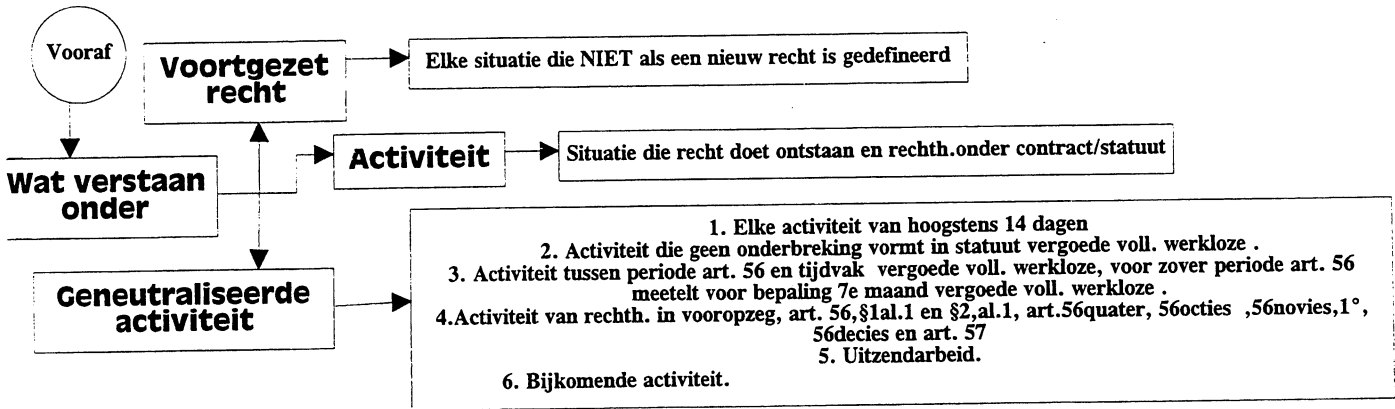 Vooraf
Voortgezet
recht
Elke situatie die NIET als een nieuw recht is gedefineerd
Wat verstaan
onder
Activiteit
Situatie die recht doet ontstaan en rechth.onder contract/statuut
Geneutraliseerde
activiteit
1. Elke activiteit van hoogstens 14 dagen
2. Activiteit die geen onderbreking vormt in statuut vergoede voll. werkloze .
3. Activiteit tussen periode art. 56 en tijdvak vergoede voll. werkloze, voor zover periode art. 56
meetelt voor bepaling 7e maand vergoede voll. werkloze .
4.Activiteit van rechth. in vooropzeg, art. 56,§1al.1 en §2,al.1, art.56quater, 56octies ,56novies,1°,
56decies en art. 57
5. Uitzendarbeid.
6. Bijkomende activiteit.